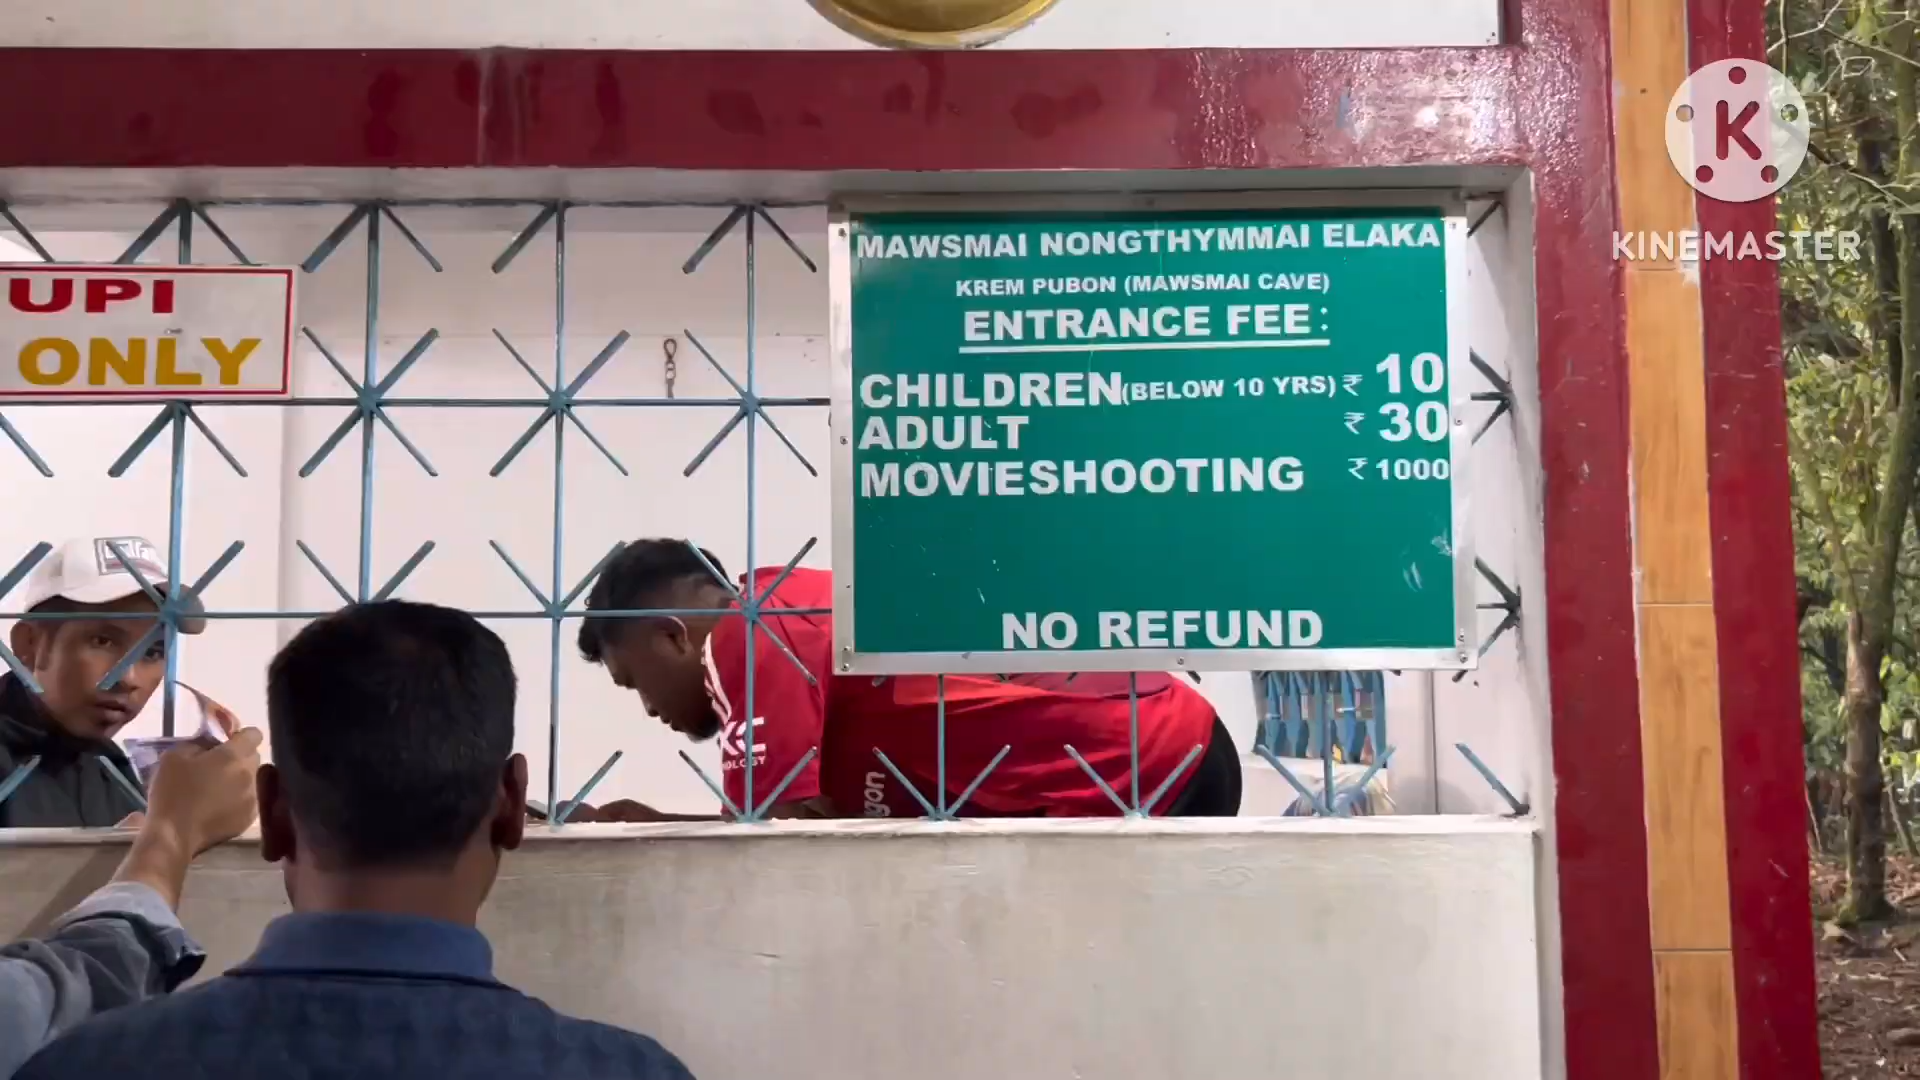 UPI
ONLY
MAWSMAI NONGTHYMMAI ELAKA
KREM PUBON (MAWSMAI CAVE)
ENTRANCE FEE:
CHILDREN (BELOW 10 YRS) ₹ 10
ADULT ₹ 30
MOVIESHOOTING ₹ 1000
NO REFUND
K
KINEMASTER